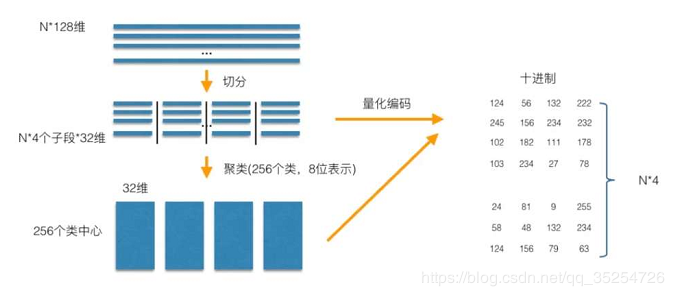 N*128维
...
切分
N*4个子段*32维
...
聚类(256个类，8位表示)
32维
256个类中心
量化编码
十进制
124 56 132 222
245 156 234 232
102 182 111 178
103 234 27 78
24 81 9 255
58 48 132 234
124 156 79 63
N*4
https://blog.csdn.net/qq_35254726